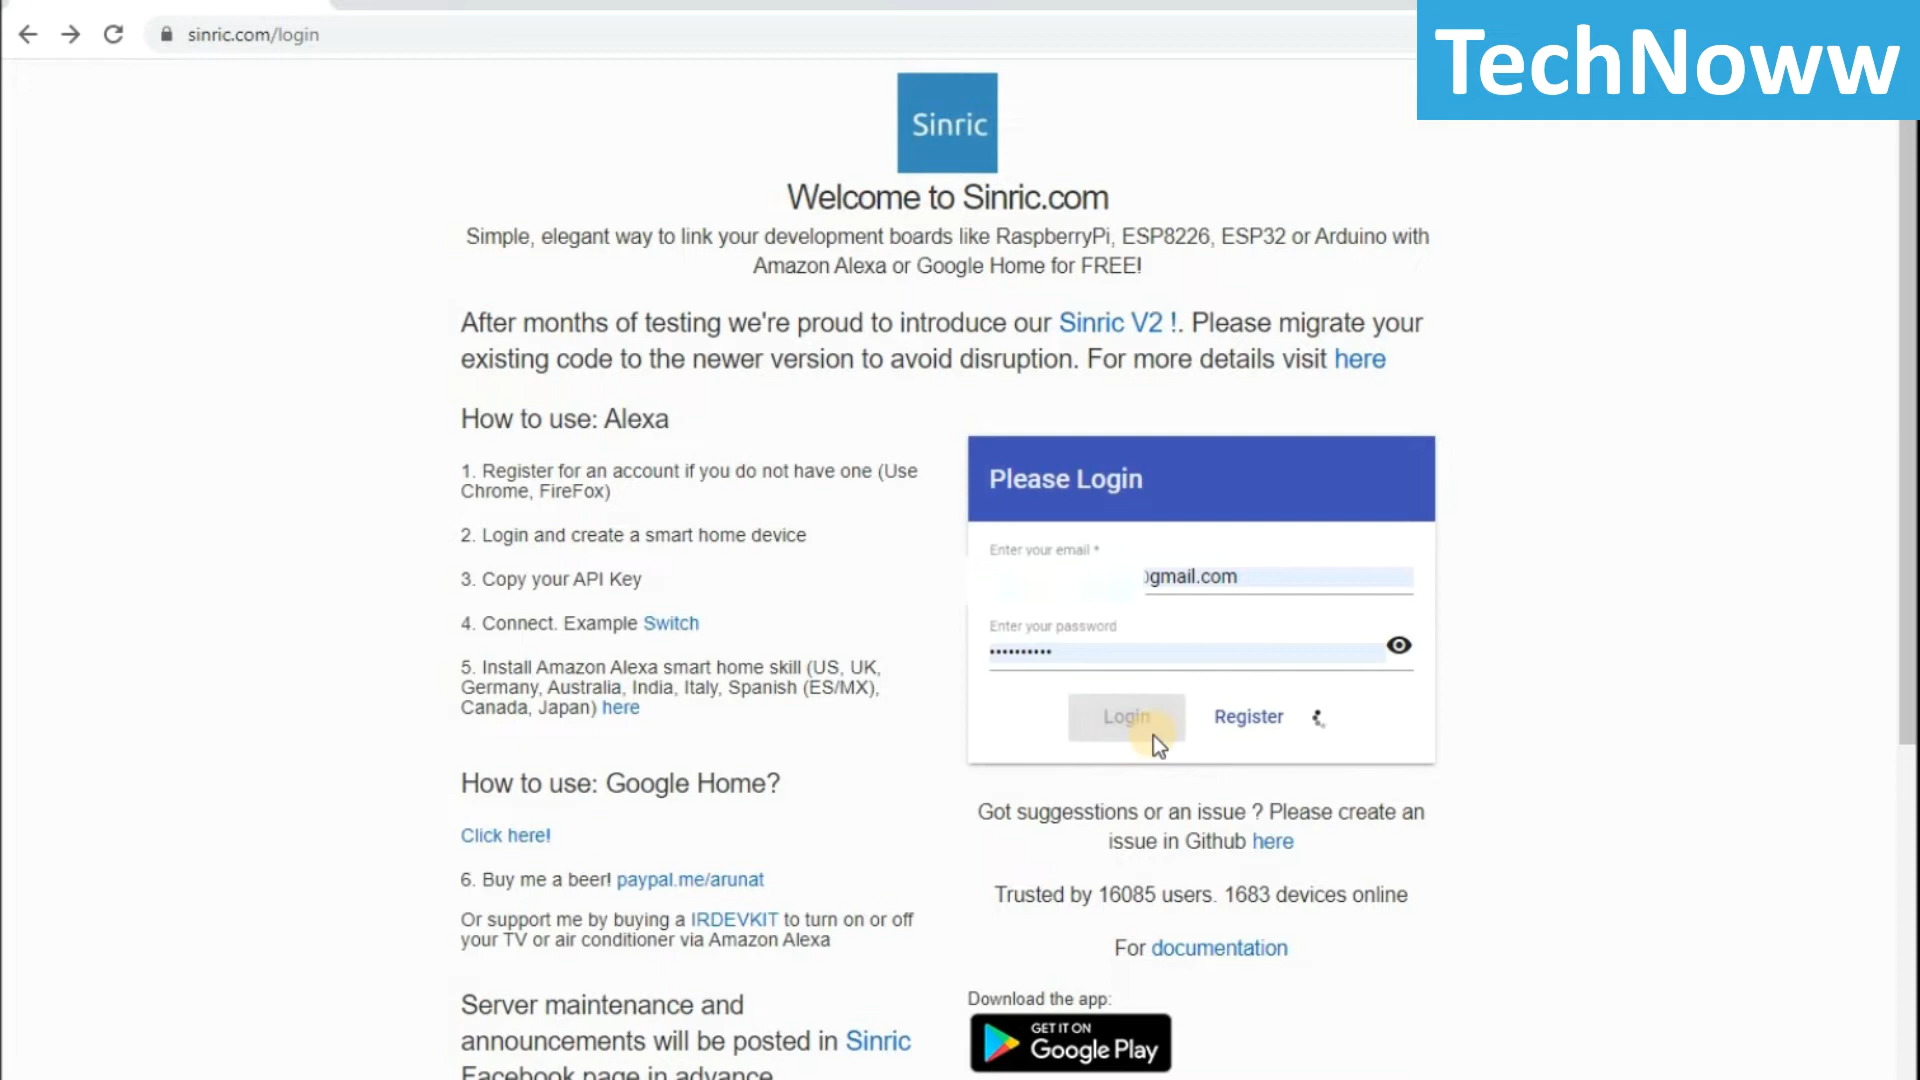 sinric.com/login
TechNoww
Sinric
Welcome to Sinric.com
Simple, elegant way to link your development boards like RaspberryPi, ESP8226, ESP32 or Arduino with
Amazon Alexa or Google Home for FREE!
After months of testing we're proud to introduce our Sinric V2 !. Please migrate your
existing code to the newer version to avoid disruption. For more details visit here
How to use: Alexa
1. Register for an account if you do not have one (Use
Chrome, FireFox)
2. Login and create a smart home device
3. Copy your API Key
4. Connect. Example Switch
5. Install Amazon Alexa smart home skill (US, UK,
Germany, Australia, India, Italy, Spanish (ES/MX),
Canada, Japan) here
How to use: Google Home?
Click here!
6. Buy me a beer! paypal.me/arunat
Or support me by buying a IRDEVKIT to turn on or off
your TV or air conditioner via Amazon Alexa
Server maintenance and
announcements will be posted in Sinric
Facebook page in advance
Please Login
Enter your email *
gmail.com
Enter your password
••••••••••
Login Register
Got suggesstions or an issue ? Please create an
issue in Github here
Trusted by 16085 users. 1683 devices online
For documentation
Download the app:
GET IT ON
Google Play